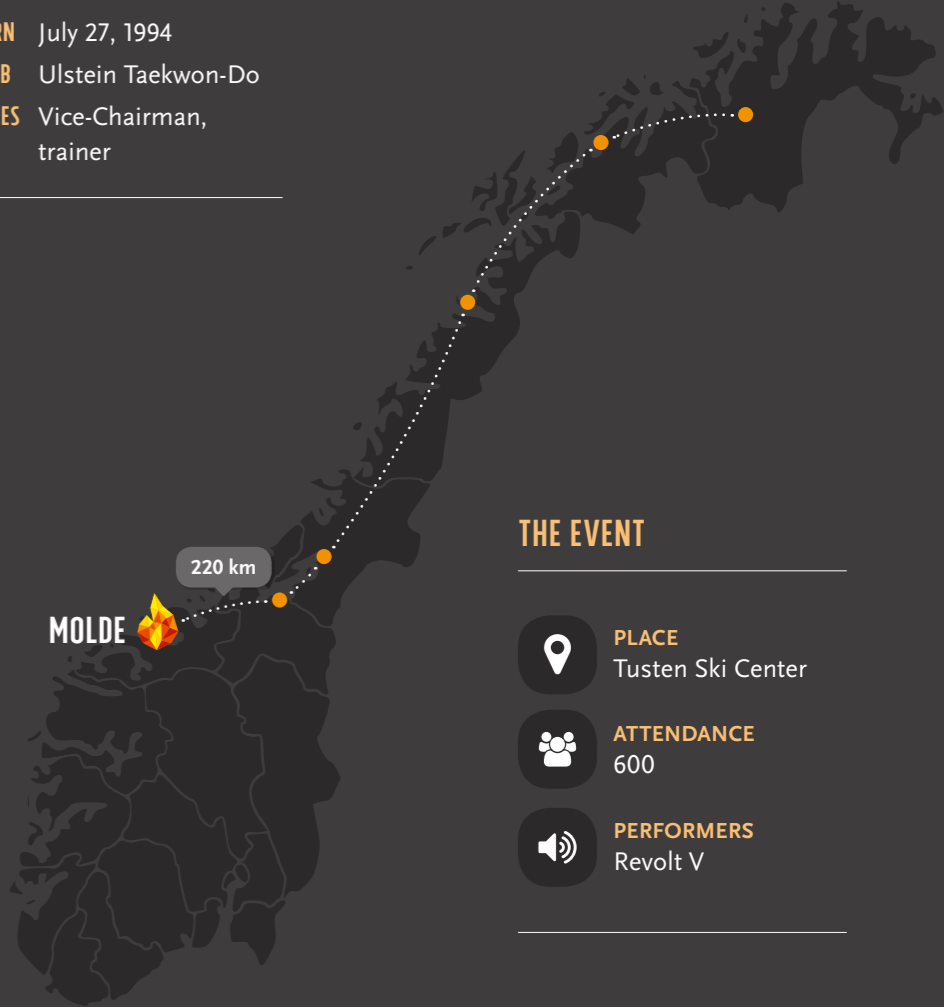 RN July 27, 1994
B Ulstein Taekwon-Do
ES Vice-Chairman,
trainer
220 km
MOLDE
THE EVENT
PLACE
Tusten Ski Center
ATTENDANCE
600
PERFORMERS
Revolt V